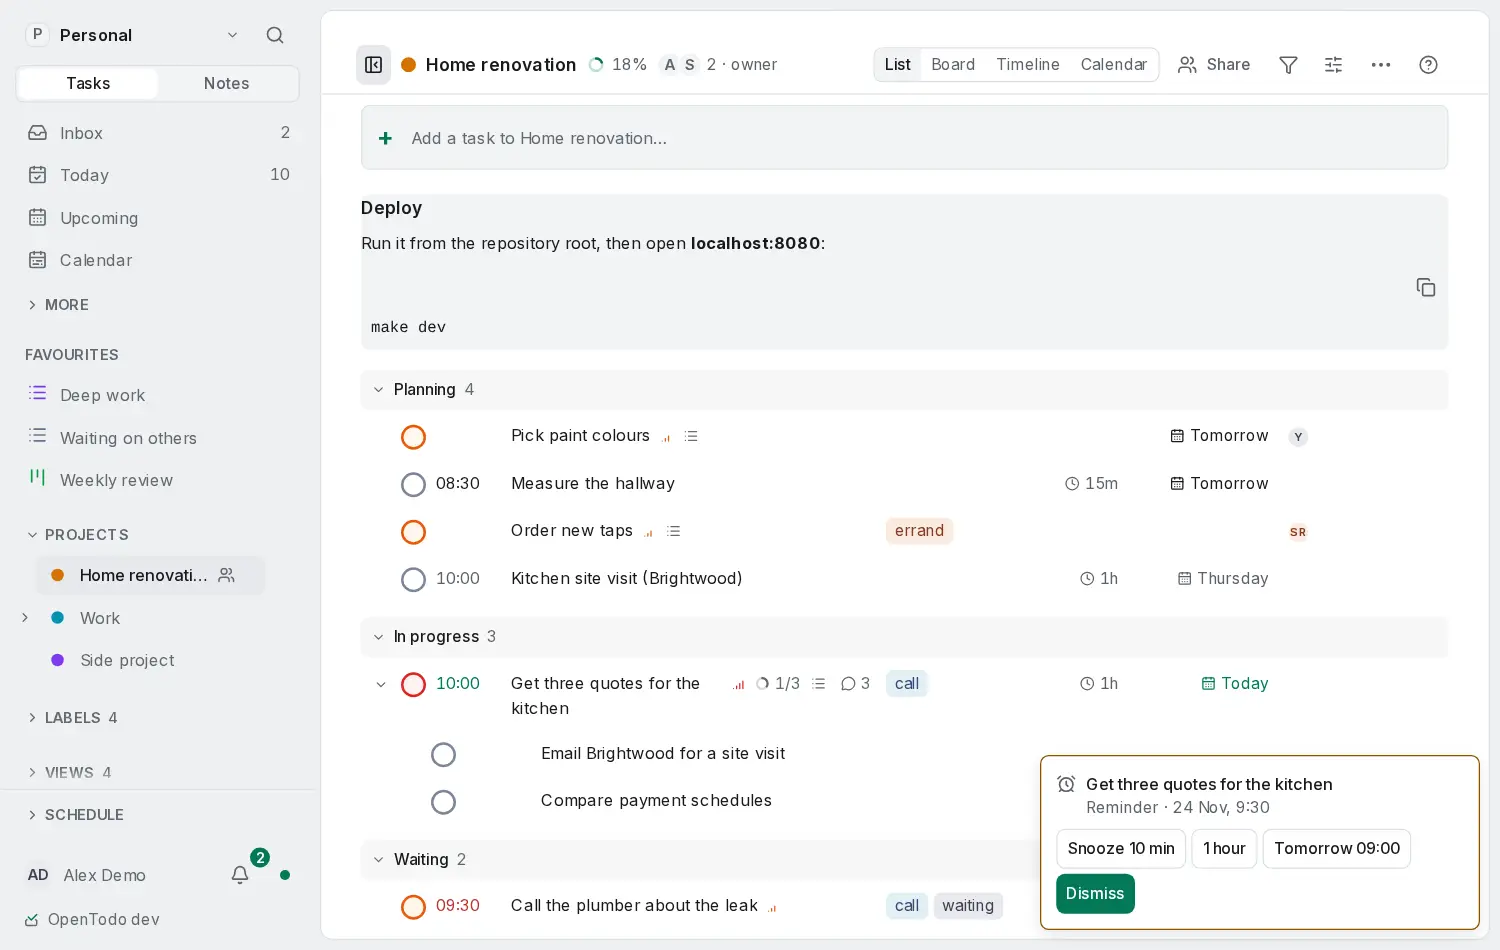 P Personal
Tasks Notes
Inbox 2
Today 10
Upcoming
Calendar
MORE
FAVOURITES
Deep work
Waiting on others
Weekly review
PROJECTS
Home renovati…
Work
Side project
LABELS 4
VIEWS 4
SCHEDULE
AD Alex Demo 2
OpenTodo dev
Home renovation 18% A S 2 · owner
List Board Timeline Calendar Share
Add a task to Home renovation…
Deploy
Run it from the repository root, then open localhost:8080:
make dev
Planning 4
Pick paint colours Tomorrow Y
08:30 Measure the hallway 15m Tomorrow
Order new taps errand SR
10:00 Kitchen site visit (Brightwood) 1h Thursday
In progress 3
10:00 Get three quotes for the 1/3 3 call 1h Today
kitchen
Email Brightwood for a site visit
Compare payment schedules
Waiting 2
09:30 Call the plumber about the leak call waiting
Get three quotes for the kitchen
Reminder · 24 Nov, 9:30
Snooze 10 min 1 hour Tomorrow 09:00
Dismiss